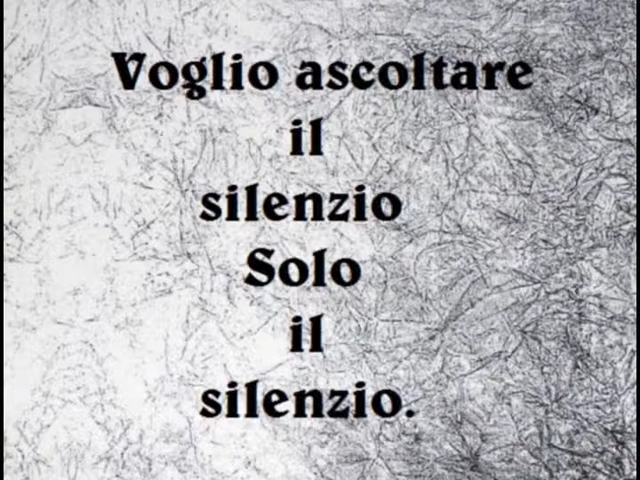 Voglio ascoltare
il
silenzio
Solo
il
silenzio.